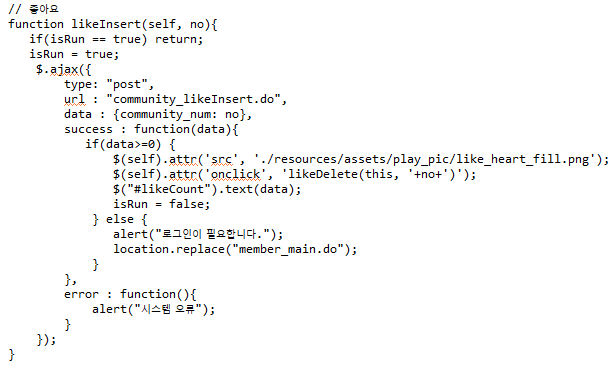 // 좋아요
function likeInsert(self, no){
   if(isRun == true) return;
   isRun = true;
    $.ajax({
        type: "post",
        url : "community_likeInsert.do",
        data : {community_num: no},
        success : function(data){
           if(data>=0) {
               $(self).attr('src', './resources/assets/play_pic/like_heart_fill.png');
               $(self).attr('onclick', 'likeDelete(this, '+no+')');
               $("#likeCount").text(data);
               isRun = false;
            } else {
               alert("로그인이 필요합니다.");
               location.replace("member_main.do");
            }
        },
        error : function(){
            alert("시스템 오류");
        }
    });
}